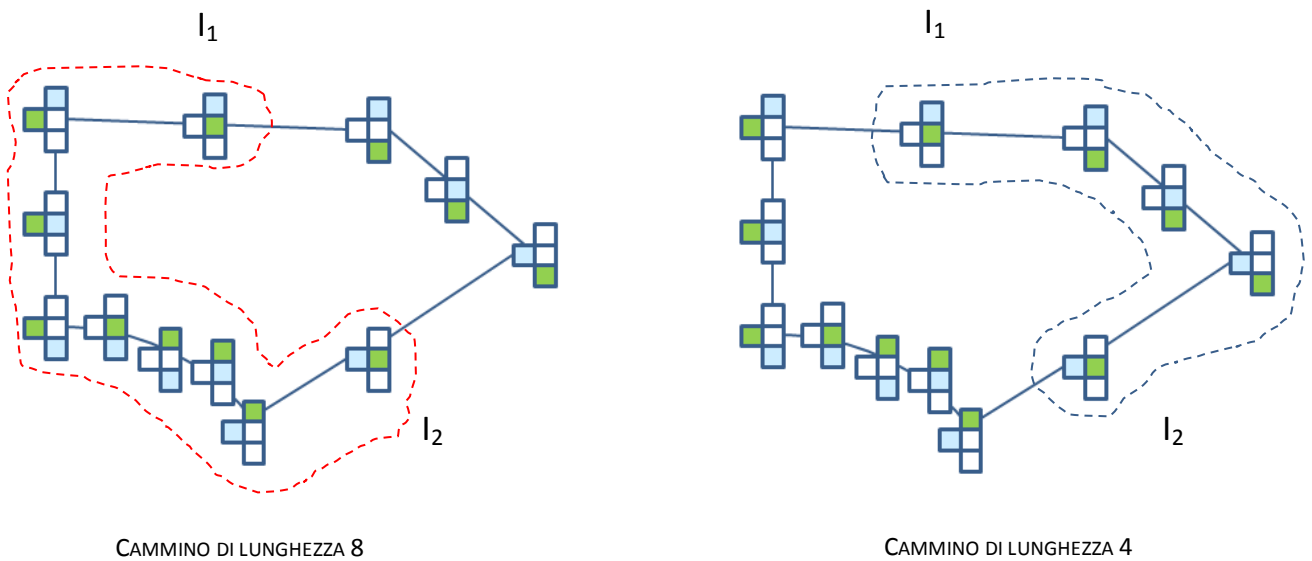 I₁
I₂
CAMMINO DI LUNGHEZZA 8
I₁
I₂
CAMMINO DI LUNGHEZZA 4